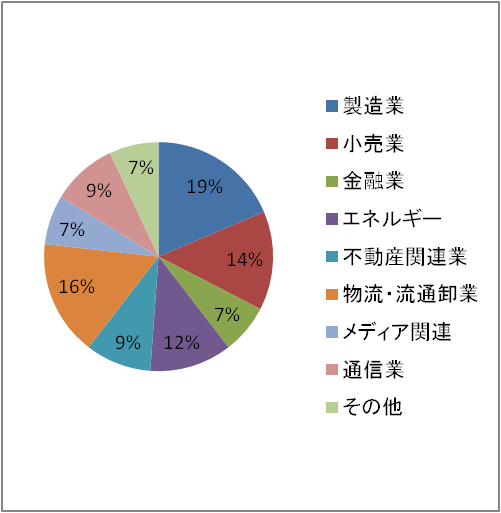 製造業
小売業
金融業
エネルギー
不動産関連業
物流・流通卸業
メディア関連
通信業
その他
19%
14%
7%
12%
9%
16%
7%
9%
7%